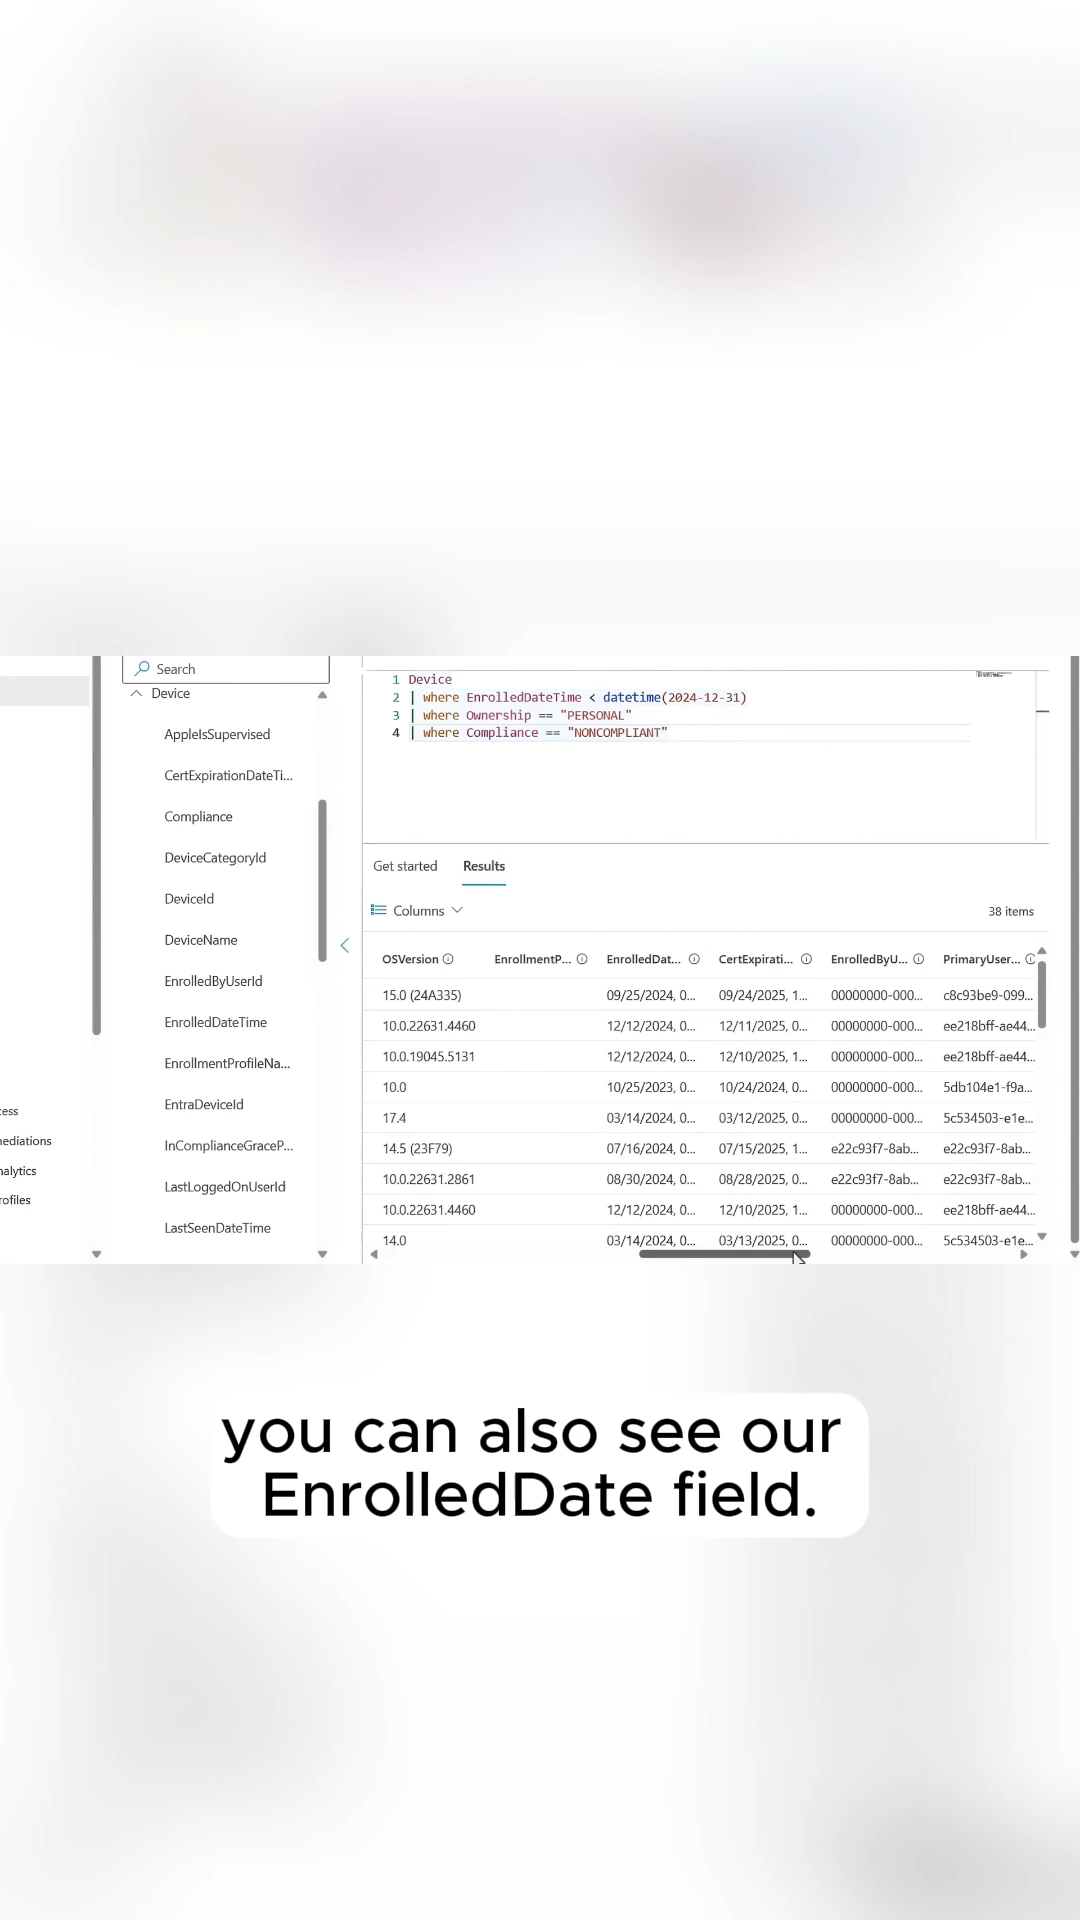 Search
Device
AppleIsSupervised
CertExpirationDateTi...
Compliance
DeviceCategoryId
DeviceId
DeviceName
EnrolledByUserId
EnrolledDateTime
EnrollmentProfileNa...
EntraDeviceId
InComplianceGraceP...
LastLoggedOnUserId
LastSeenDateTime
cess
nediations
nalytics
rofiles
1 Device
2 | where EnrolledDateTime < datetime(2024-12-31)
3 | where Ownership == "PERSONAL"
4 | where Compliance == "NONCOMPLIANT"
Get started Results
Columns 38 items
OSVersion EnrollmentP... EnrolledDat... CertExpirati... EnrolledByU... PrimaryUser...
15.0 (24A335) 09/25/2024, 0... 09/24/2025, 1... 00000000-000... c8c93be9-099...
10.0.22631.4460 12/12/2024, 0... 12/11/2025, 0... 00000000-000... ee218bff-ae44...
10.0.19045.5131 12/12/2024, 0... 12/10/2025, 1... 00000000-000... ee218bff-ae44...
10.0 10/25/2023, 0... 10/24/2024, 0... 00000000-000... 5db104e1-f9a...
17.4 03/14/2024, 0... 03/12/2025, 0... 00000000-000... 5c534503-e1e...
14.5 (23F79) 07/16/2024, 0... 07/15/2025, 1... e22c93f7-8ab... e22c93f7-8ab...
10.0.22631.2861 08/30/2024, 0... 08/28/2025, 0... e22c93f7-8ab... e22c93f7-8ab...
10.0.22631.4460 12/12/2024, 0... 12/10/2025, 1... 00000000-000... ee218bff-ae44...
14.0 03/14/2024, 0... 03/13/2025, 0... 00000000-000... 5c534503-e1e...
you can also see our
EnrolledDate field.